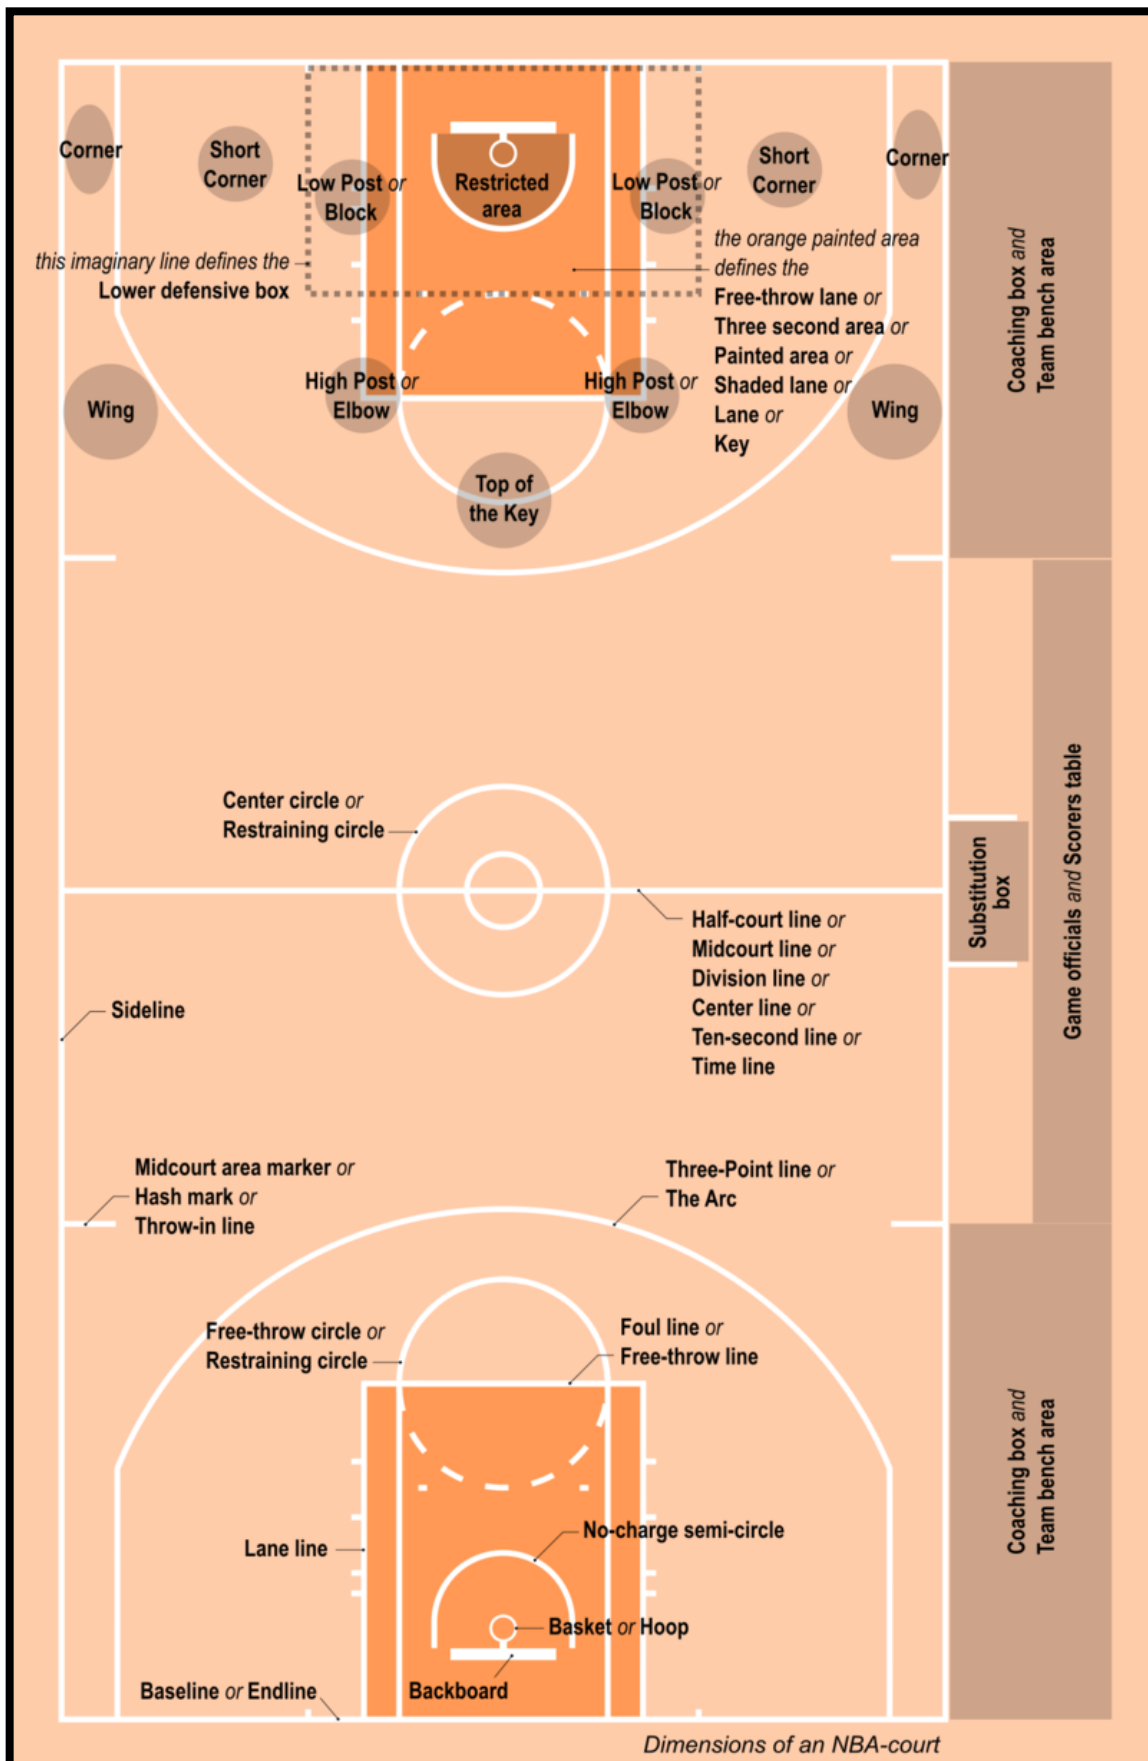 Corner
Short
Corner
Low Post or
Block
Restricted
area
Low Post or
Block
Short
Corner
Corner
this imaginary line defines the
Lower defensive box
the orange painted area
defines the
Free-throw lane or
Three second area or
Painted area or
Shaded lane or
Lane or
Key
Wing
High Post or
Elbow
High Post or
Elbow
Wing
Top of
the Key
Coaching box and
Team bench area
Center circle or
Restraining circle
Half-court line or
Midcourt line or
Division line or
Center line or
Ten-second line or
Time line
Substitution
box
Game officials and Scorers table
Sideline
Midcourt area marker or
Hash mark or
Throw-in line
Three-Point line or
The Arc
Free-throw circle or
Restraining circle
Foul line or
Free-throw line
Coaching box and
Team bench area
Lane line
No-charge semi-circle
Basket or Hoop
Backboard
Baseline or Endline
Dimensions of an NBA-court